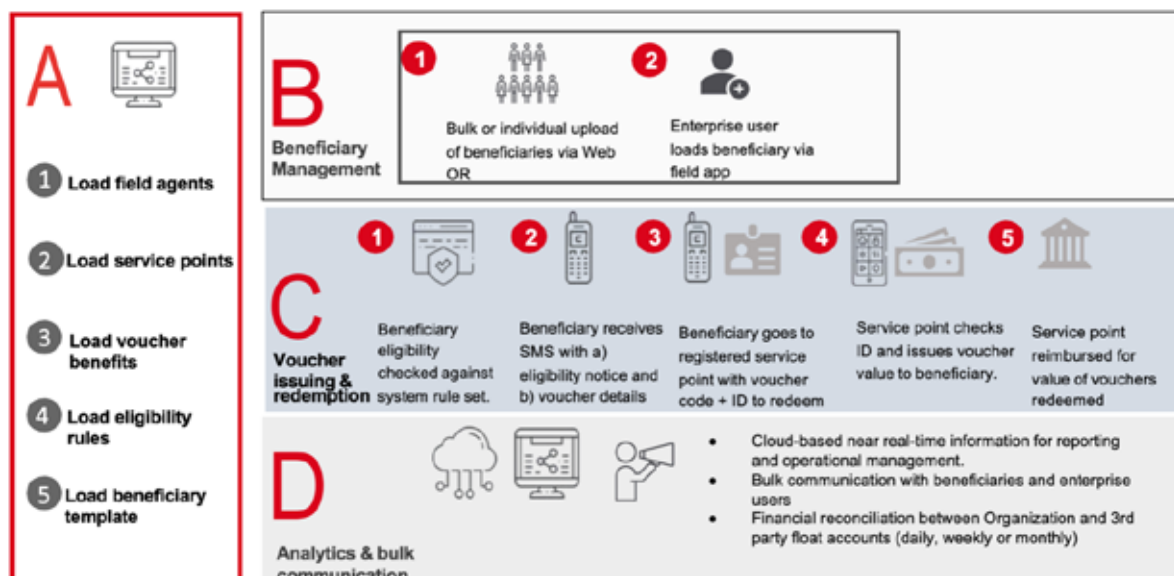 A
1 Load field agents
2 Load service points
3 Load voucher
benefits
4 Load eligibility
rules
5 Load beneficiary
template
B
Beneficiary
Management
1
Bulk or individual upload
of beneficiaries via Web
OR
2
Enterprise user
loads beneficiary via
field app
C
Voucher
issuing &
redemption
1
Beneficiary
eligibility
checked against
system rule set.
2
Beneficiary receives
SMS with a)
eligibility notice and
b) voucher details
3
Beneficiary goes to
registered service
point with voucher
code + ID to redeem
4
Service point checks
ID and issues voucher
value to beneficiary.
5
Service point
reimbursed for
value of vouchers
redeemed
D
Analytics & bulk
communication
• Cloud-based near real-time information for reporting
and operational management.
• Bulk communication with beneficiaries and enterprise
users
• Financial reconciliation between Organization and 3rd
party float accounts (daily, weekly or monthly)